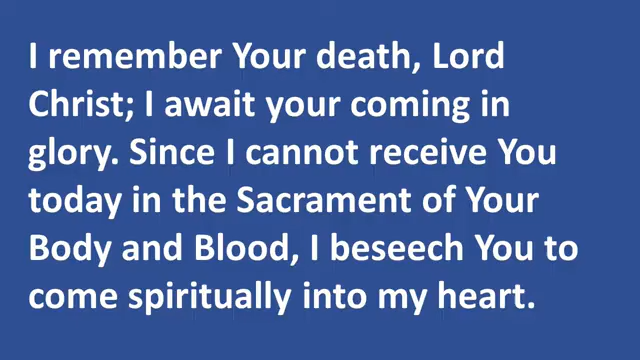 I remember Your death, Lord
Christ; I await your coming in
glory. Since I cannot receive You
today in the Sacrament of Your
Body and Blood, I beseech You to
come spiritually into my heart.